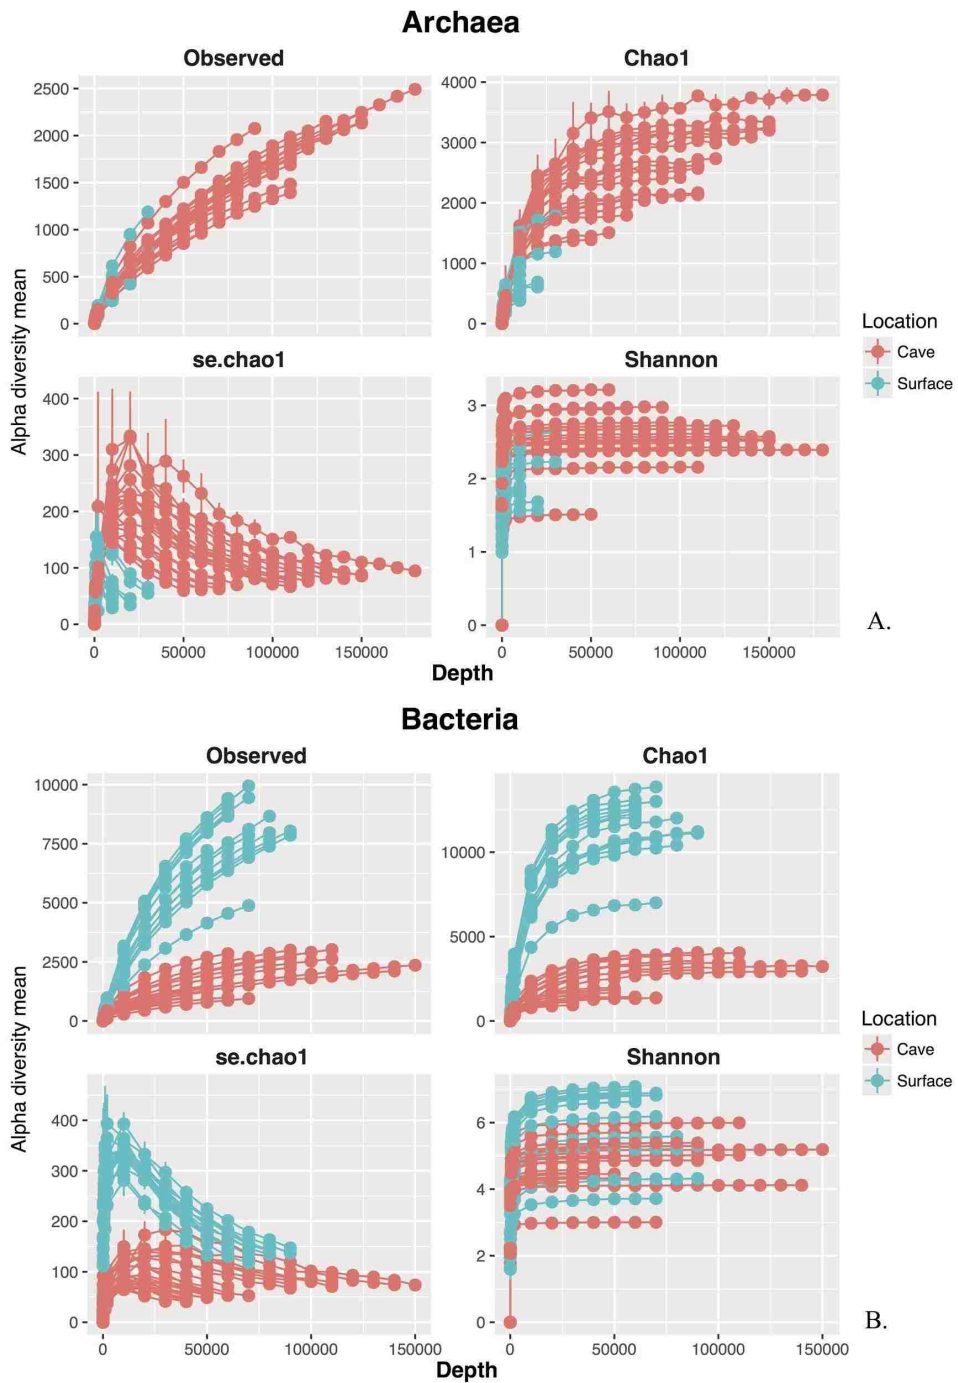 Archaea
Observed
Chao1
2500
2000
1500
1000
500
0
4000
3000
2000
1000
0
Alpha diversity mean
se.chao1
Shannon
400
300
200
100
0
3
2
1
0
0 50000 100000 150000
0 50000 100000 150000
Depth
Location
Cave
Surface
A.
Bacteria
Observed
Chao1
10000
7500
5000
2500
0
10000
5000
0
Alpha diversity mean
se.chao1
Shannon
400
300
200
100
0
6
4
2
0
0 50000 100000 150000
0 50000 100000 150000
Depth
Location
Cave
Surface
B.